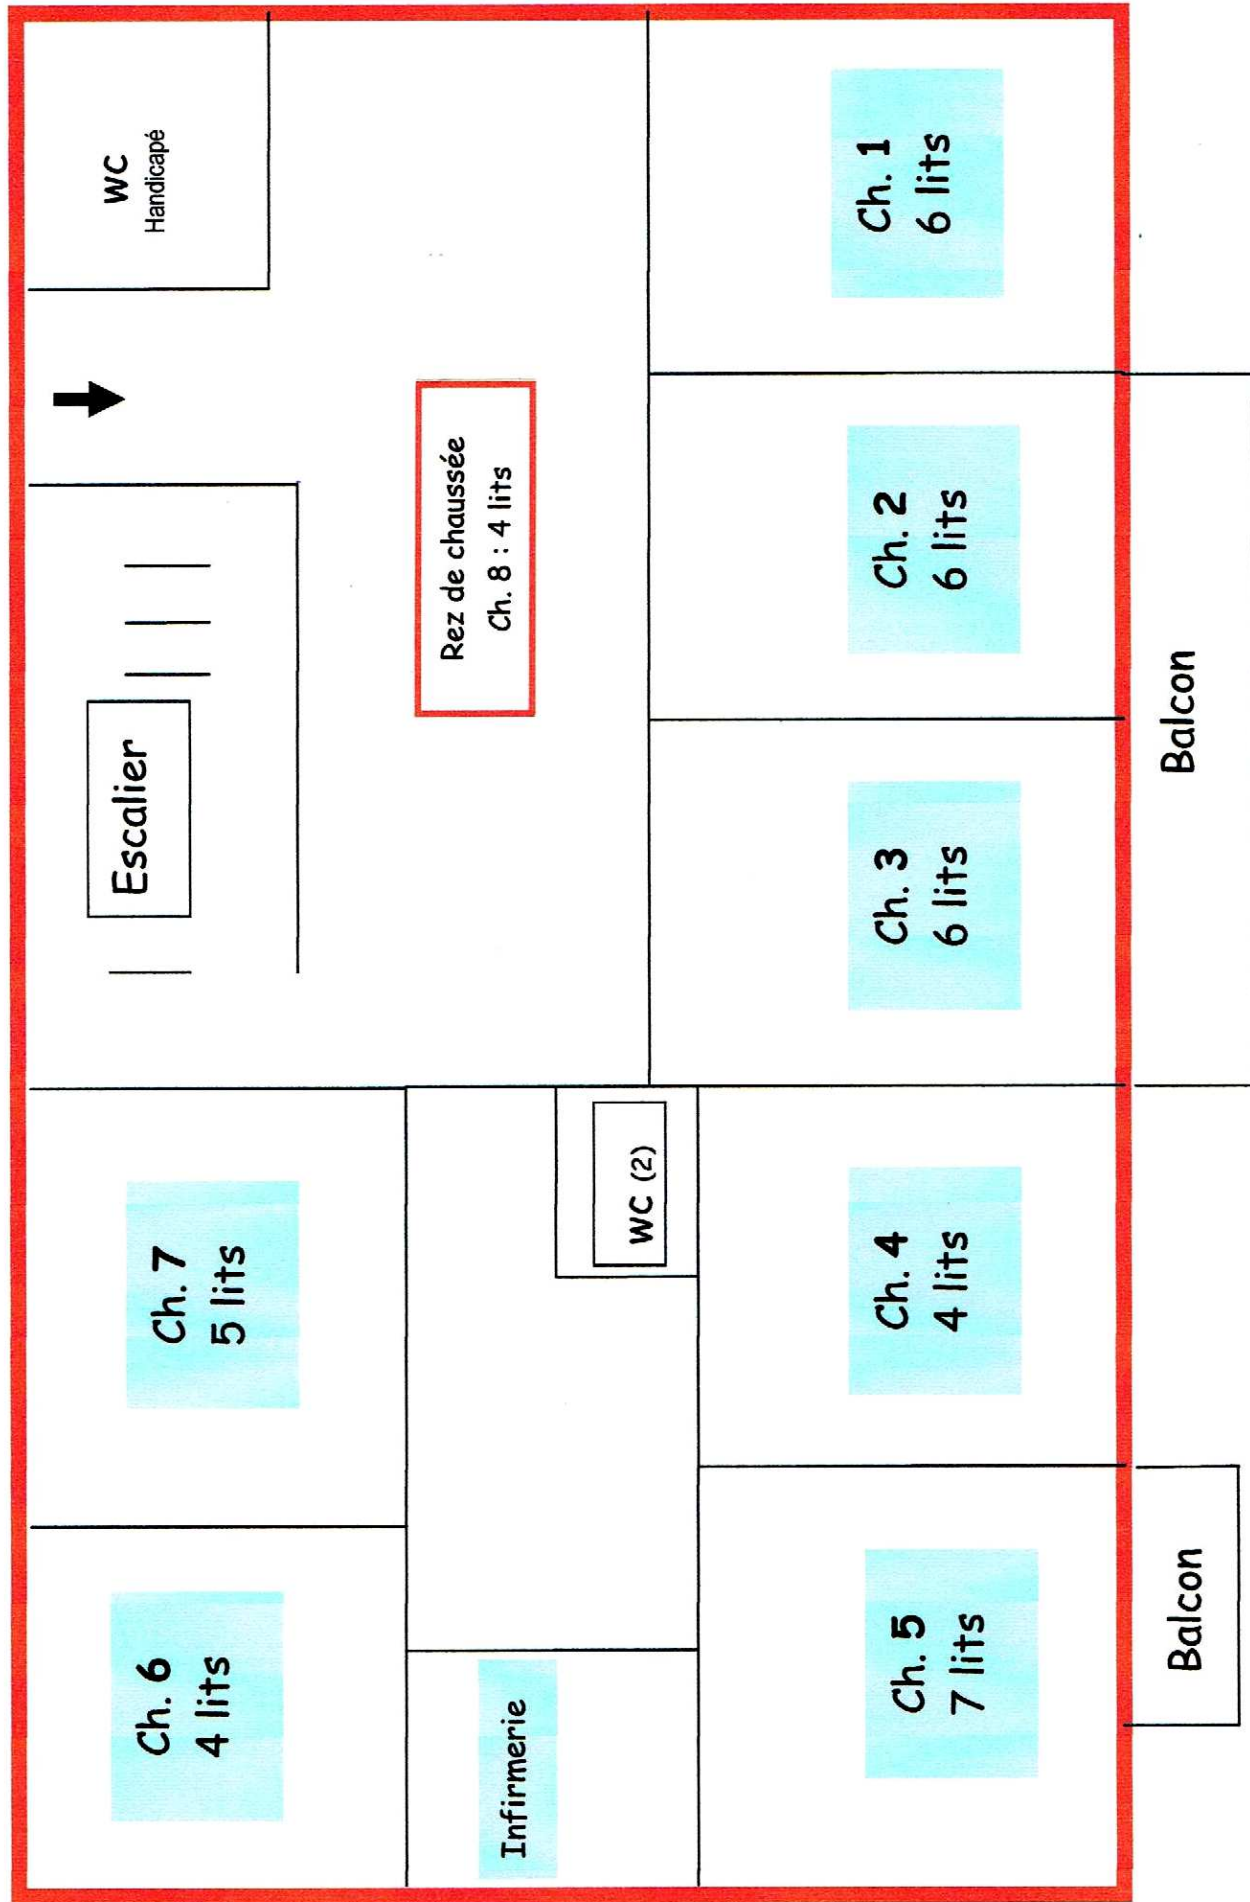 Ch. 6
4 lits
Ch. 7
5 lits
Escalier
WC
Handicapé
Infirmerie
WC (2)
Rez de chaussée
Ch. 8 : 4 lits
Ch. 5
7 lits
Ch. 4
4 lits
Ch. 3
6 lits
Ch. 2
6 lits
Ch. 1
6 lits
Balcon
Balcon